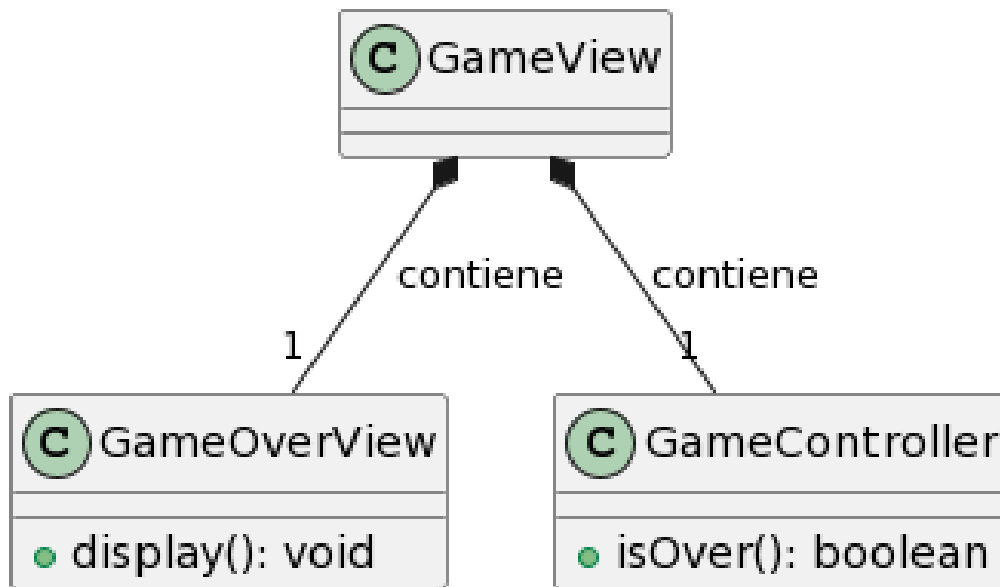 C GameView
contiene
contiene
1
1
C GameOverView
C GameController
display(): void
isOver(): boolean